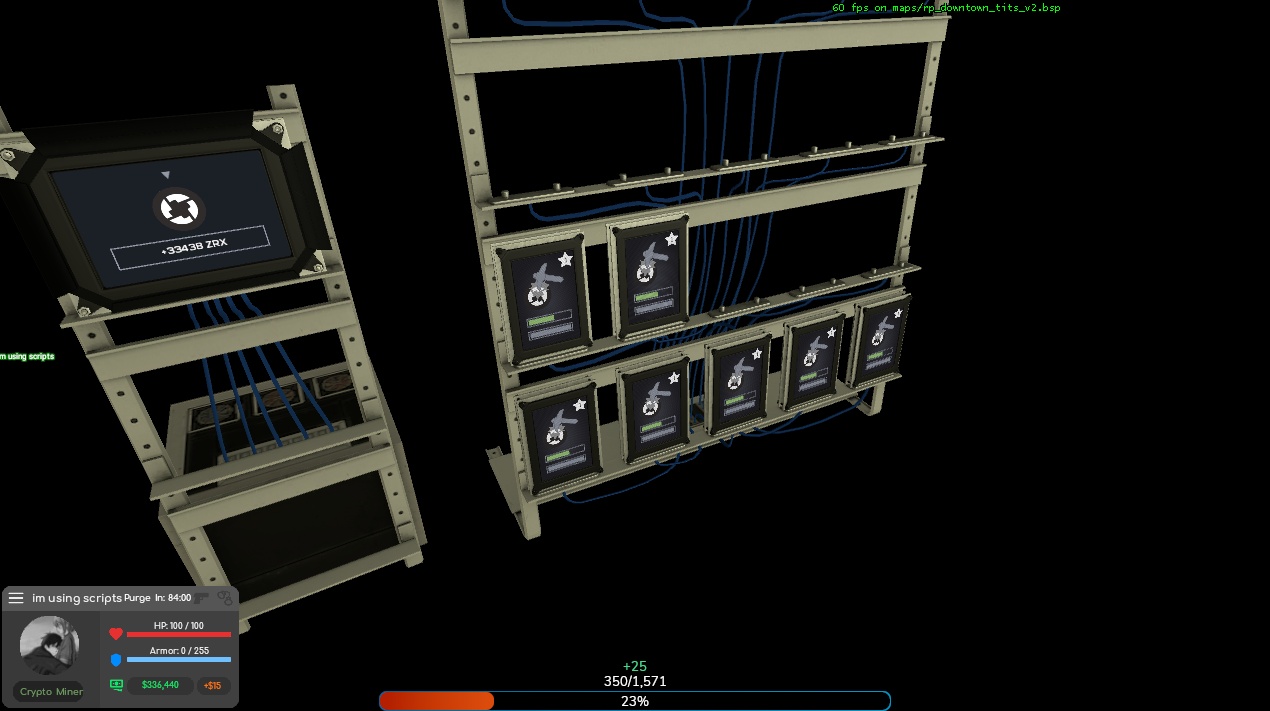 60 fps on maps/rp_downtown_tits_v2.bsp
+33438 ZRX
m using scripts
im using scripts Purge In: 84:00
HP: 100 / 100
Armor: 0 / 255
$336,440 +$15
Crypto Miner
+25
350/1,571
23%